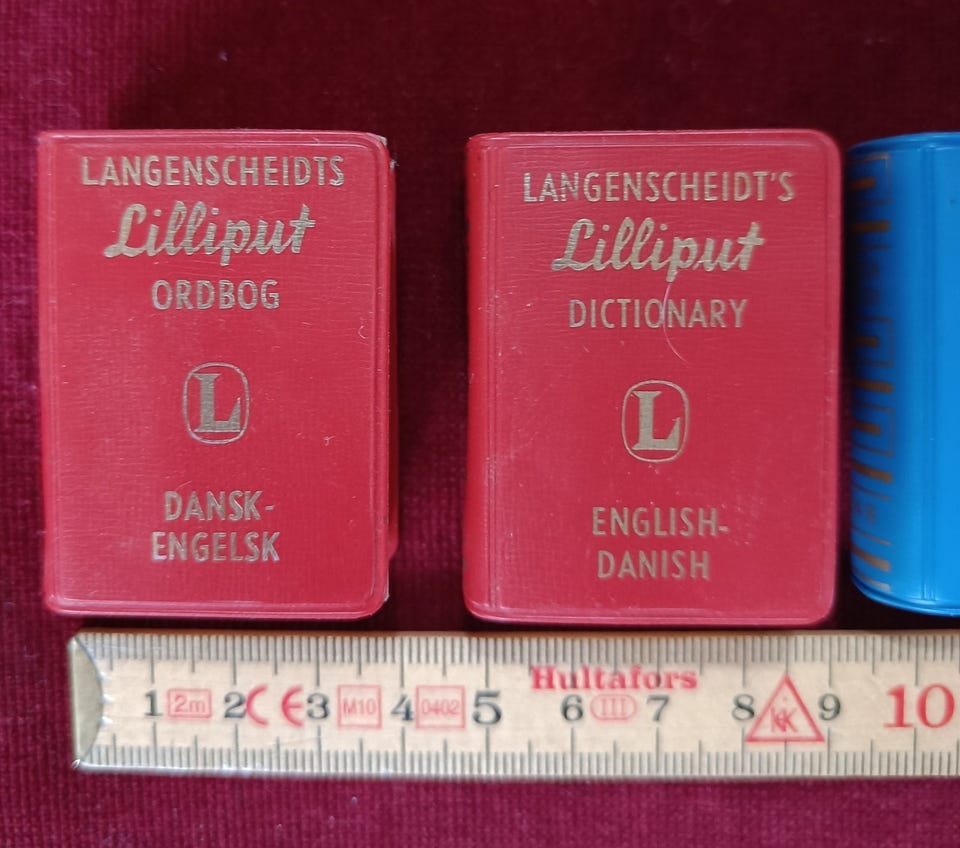 LANGENSCHEIDTS
Lilliput
ORDBOG
L
DANSK-
ENGELSK
LANGENSCHEIDT'S
Lilliput
DICTIONARY
L
ENGLISH-
DANISH
Hultafors
1 2m 2 CE 3 M10 4 0402 5 6 III 7 8 K 9 10